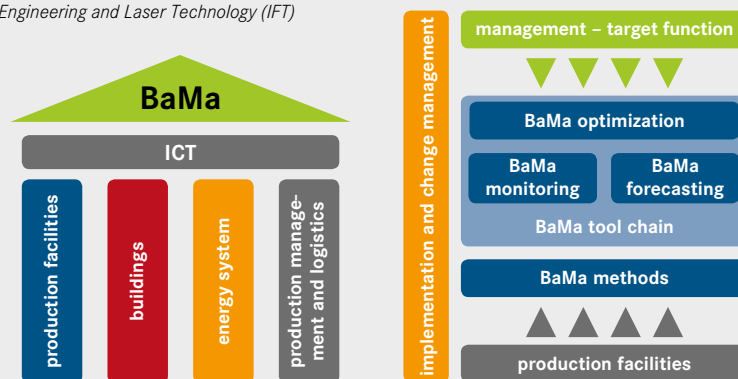 Engineering and Laser Technology (IFT)
BaMa
ICT
production facilities
buildings
energy system
production manage-
ment and logistics
implementation and change management
management – target function
BaMa optimization
BaMa
monitoring
BaMa
forecasting
BaMa tool chain
BaMa methods
production facilities